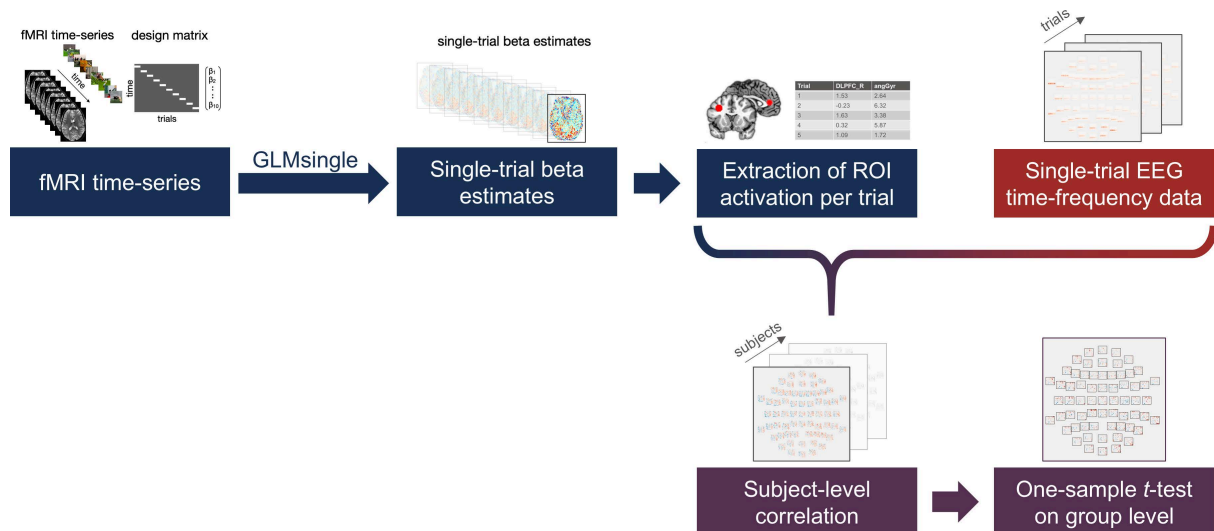 fMRI time-series
design matrix
time
time
trials
β1
β2
⋮
⋮
β10
single-trial beta estimates
Trial DLPFC_R angGyr
1 1.53 2.64
2 -0.23 6.32
3 1.63 3.38
4 0.32 5.87
5 1.09 1.72
trials
fMRI time-series
GLMsingle
Single-trial beta
estimates
Extraction of ROI
activation per trial
Single-trial EEG
time-frequency data
subjects
Subject-level
correlation
One-sample t-test
on group level